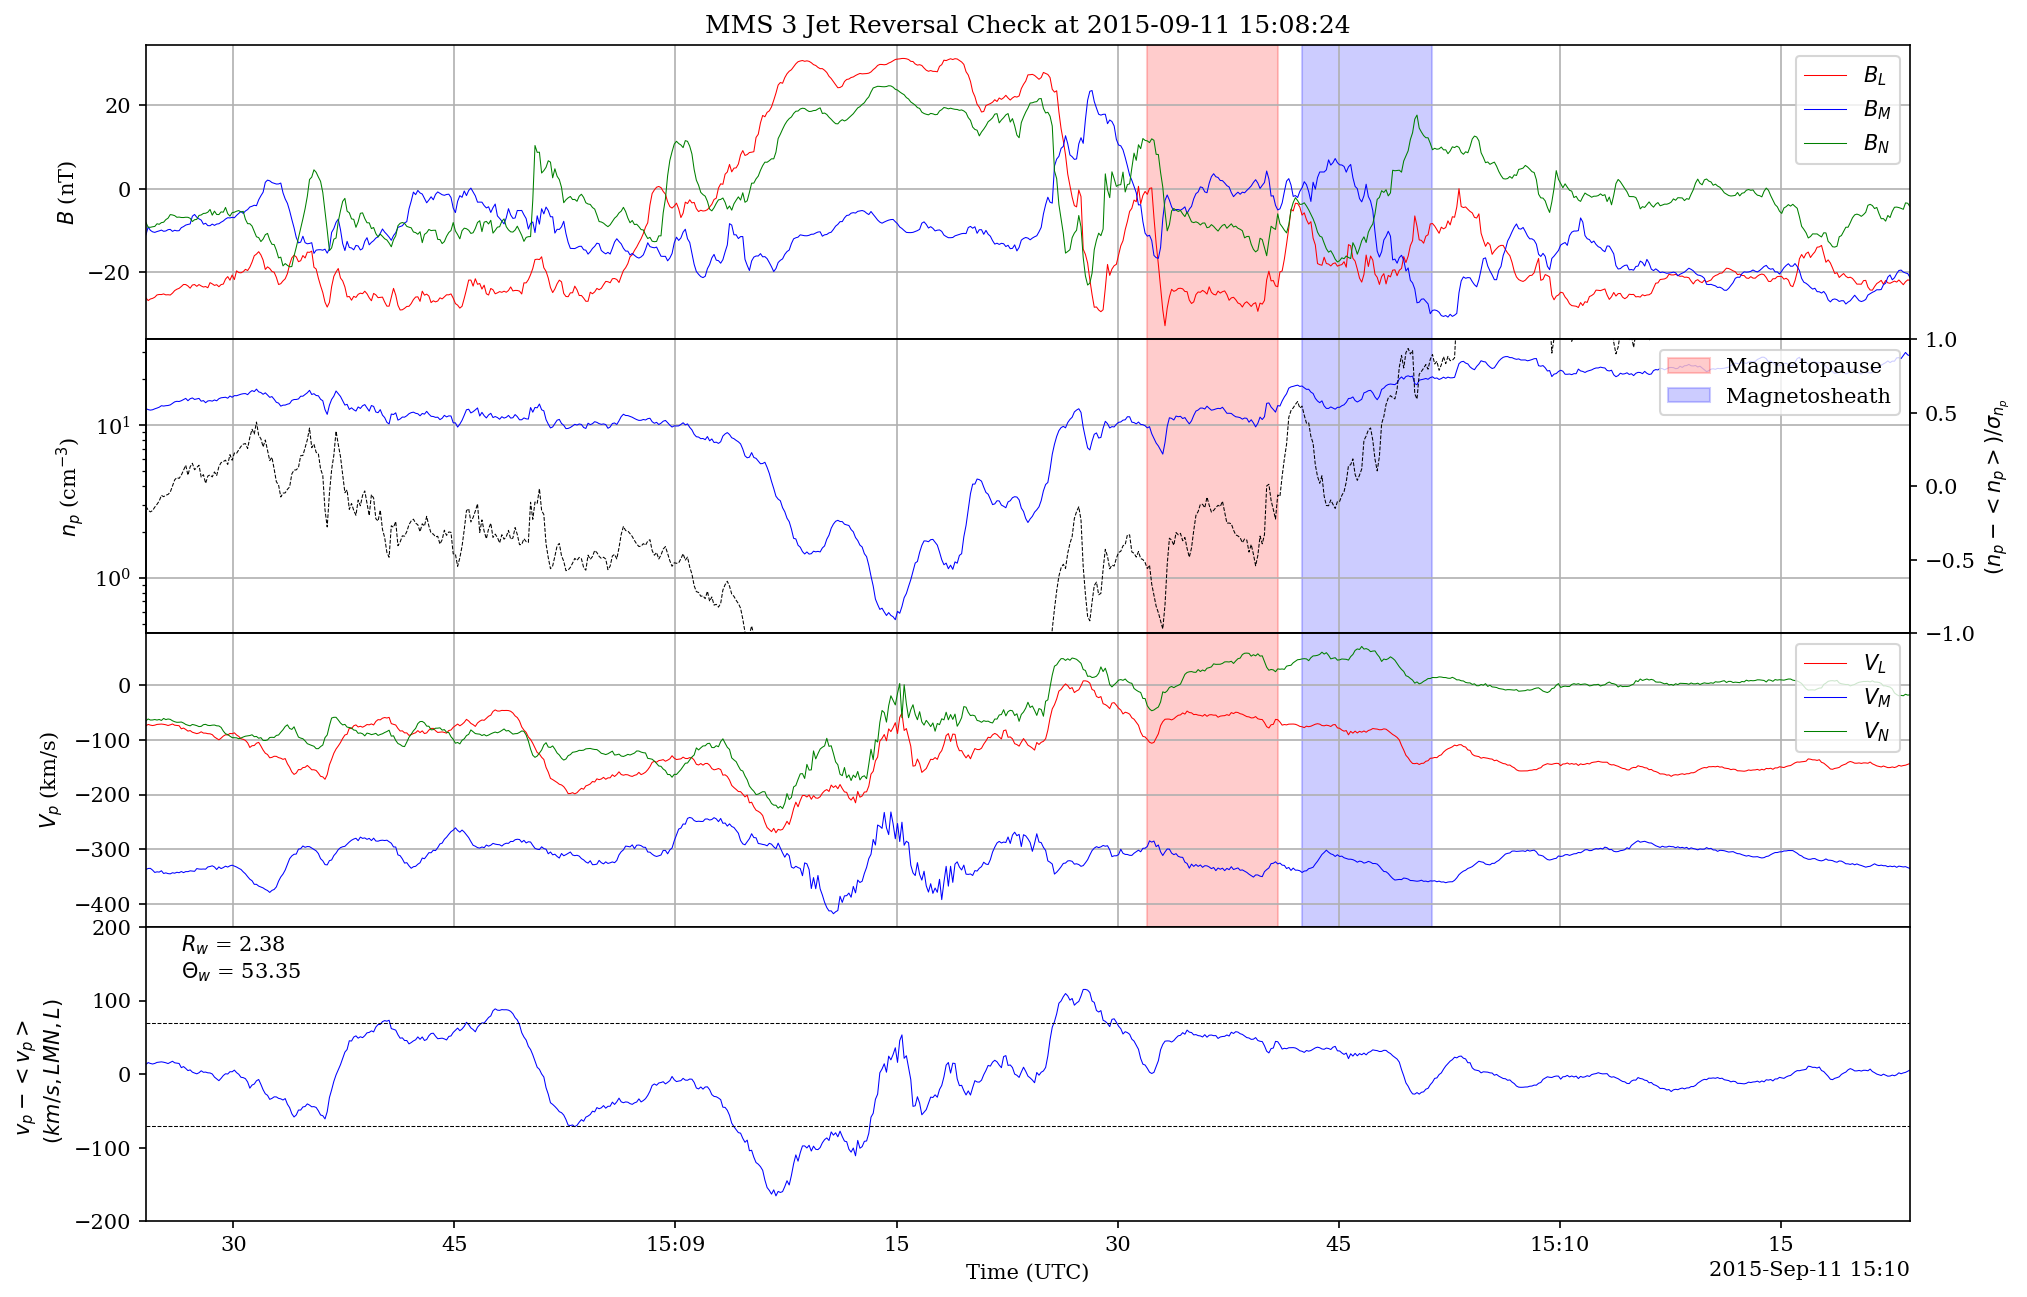 MMS 3 Jet Reversal Check at 2015-09-11 15:08:24
B (nT)
20
0
−20
B_L
B_M
B_N
n_p (cm^{−3})
10^1
10^0
1.0
0.5
0.0
−0.5
−1.0
(n_p − < n_p >)/σ_{n_p}
Magnetopause
Magnetosheath
V_p (km/s)
0
−100
−200
−300
−400
V_L
V_M
V_N
v_p − < v_p >
(km/s, LMN, L)
200
100
0
−100
−200
R_w = 2.38
Θ_w = 53.35
30 45 15:09 15 30 45 15:10 15
Time (UTC)
2015-Sep-11 15:10